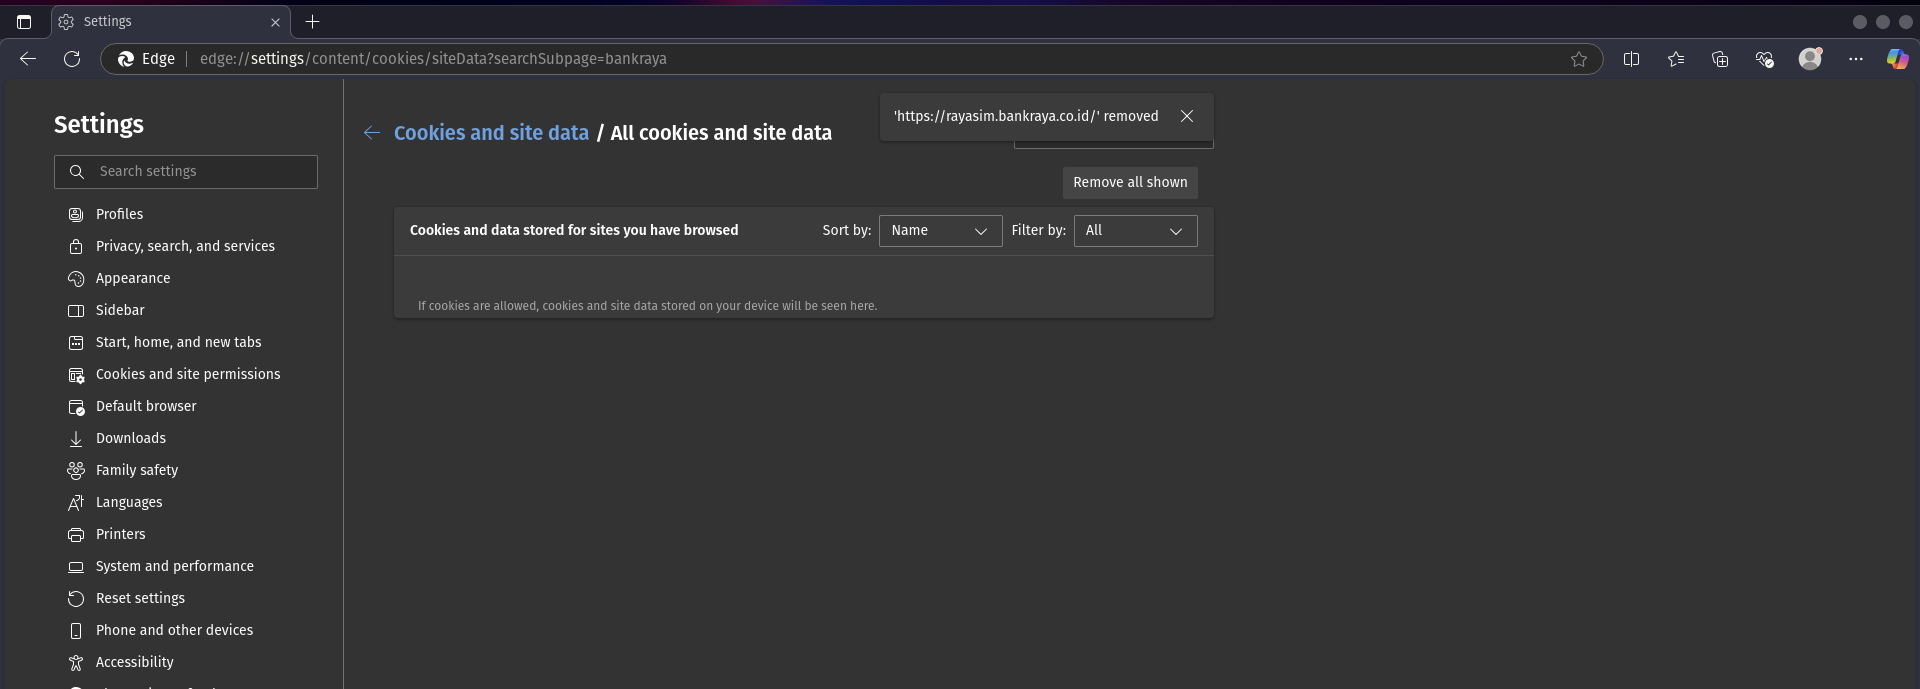 Settings
Edge
edge://settings/content/cookies/siteData?searchSubpage=bankraya
Settings
Search settings
Profiles
Privacy, search, and services
Appearance
Sidebar
Start, home, and new tabs
Cookies and site permissions
Default browser
Downloads
Family safety
Languages
Printers
System and performance
Reset settings
Phone and other devices
Accessibility
Cookies and site data / All cookies and site data
'https://rayasim.bankraya.co.id/' removed
Remove all shown
Cookies and data stored for sites you have browsed
Sort by: Name
Filter by: All
If cookies are allowed, cookies and site data stored on your device will be seen here.